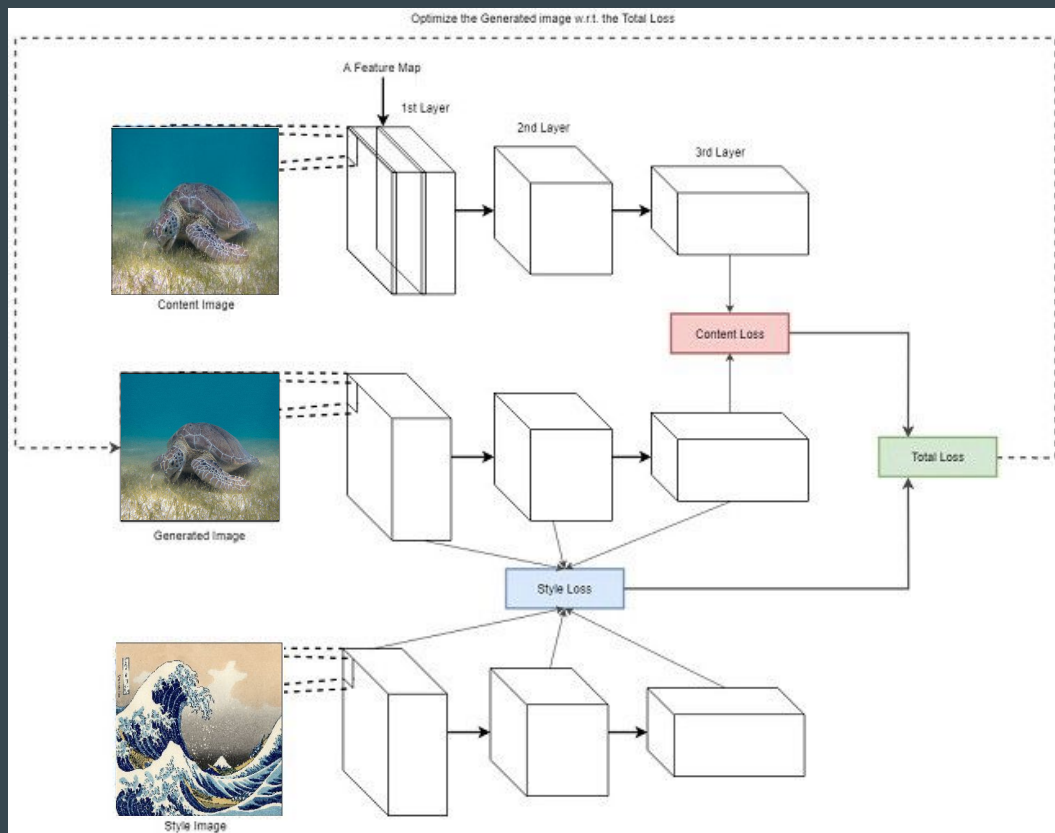 Optimize the Generated image w.r.t. the Total Loss
A Feature Map
1st Layer
2nd Layer
3rd Layer
Content Image
Content Loss
Total Loss
Generated Image
Style Loss
Style Image